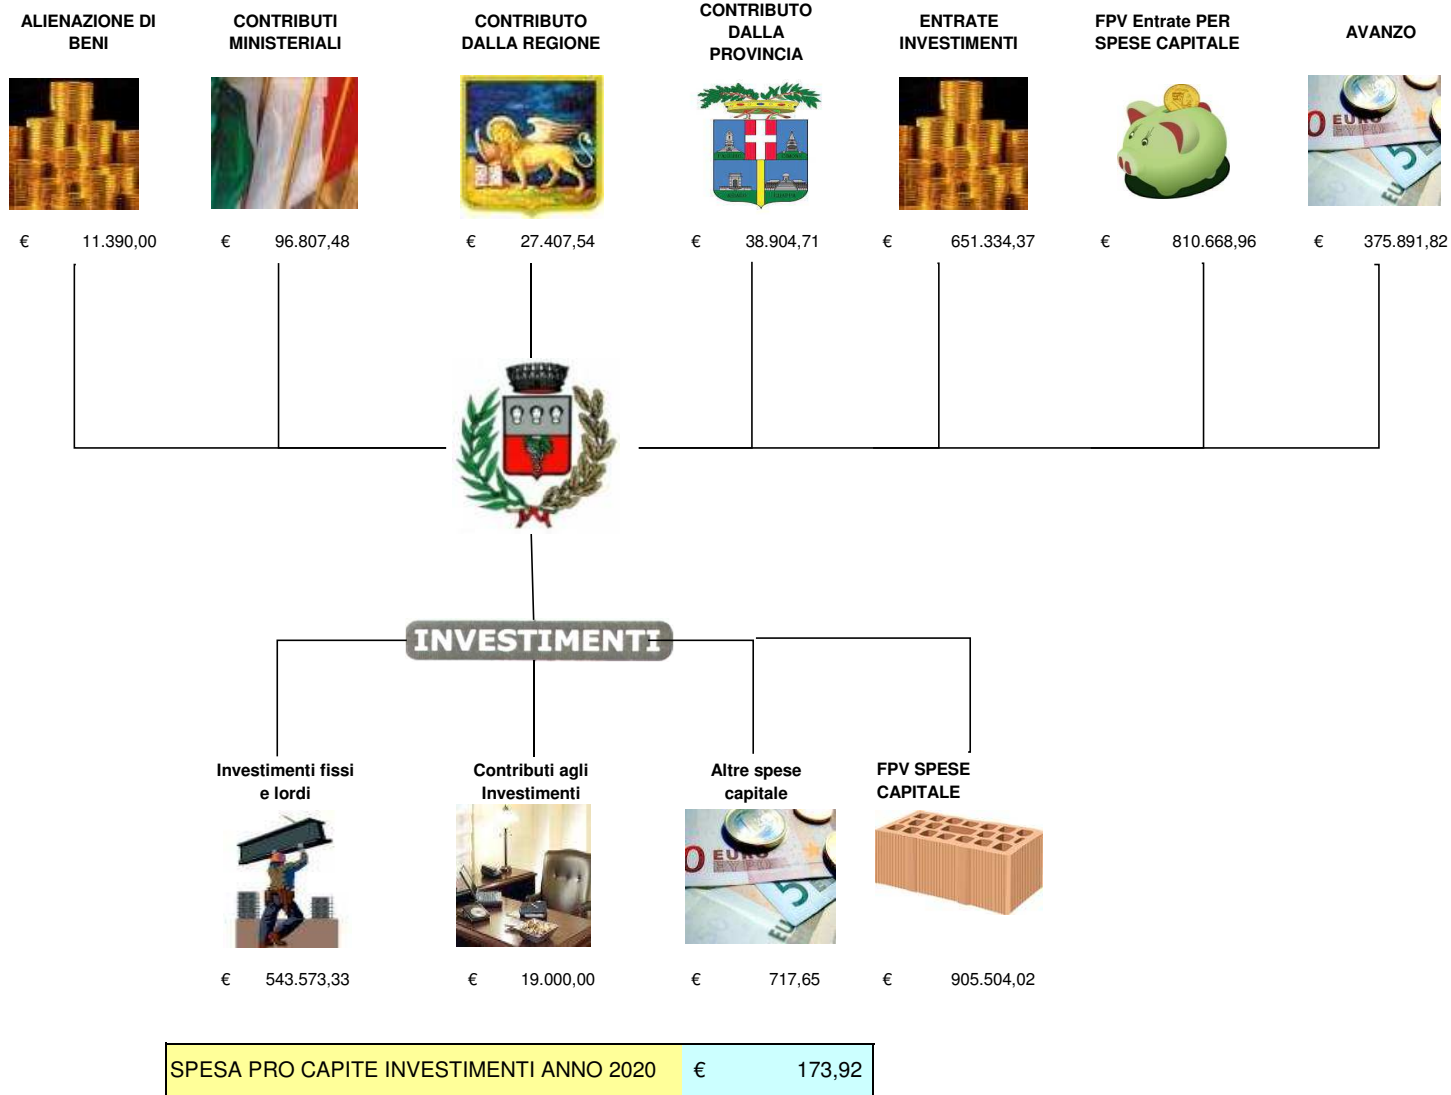 ALIENAZIONE DI
BENI
CONTRIBUTI
MINISTERIALI
CONTRIBUTO
DALLA REGIONE
CONTRIBUTO
DALLA
PROVINCIA
ENTRATE
INVESTIMENTI
FPV Entrate PER
SPESE CAPITALE
AVANZO
€ 11.390,00
€ 96.807,48
€ 27.407,54
€ 38.904,71
€ 651.334,37
€ 810.668,96
€ 375.891,82
INVESTIMENTI
Investimenti fissi
e lordi
Contributi agli
Investimenti
Altre spese
capitale
FPV SPESE
CAPITALE
€ 543.573,33
€ 19.000,00
€ 717,65
€ 905.504,02
SPESA PRO CAPITE INVESTIMENTI ANNO 2020 € 173,92